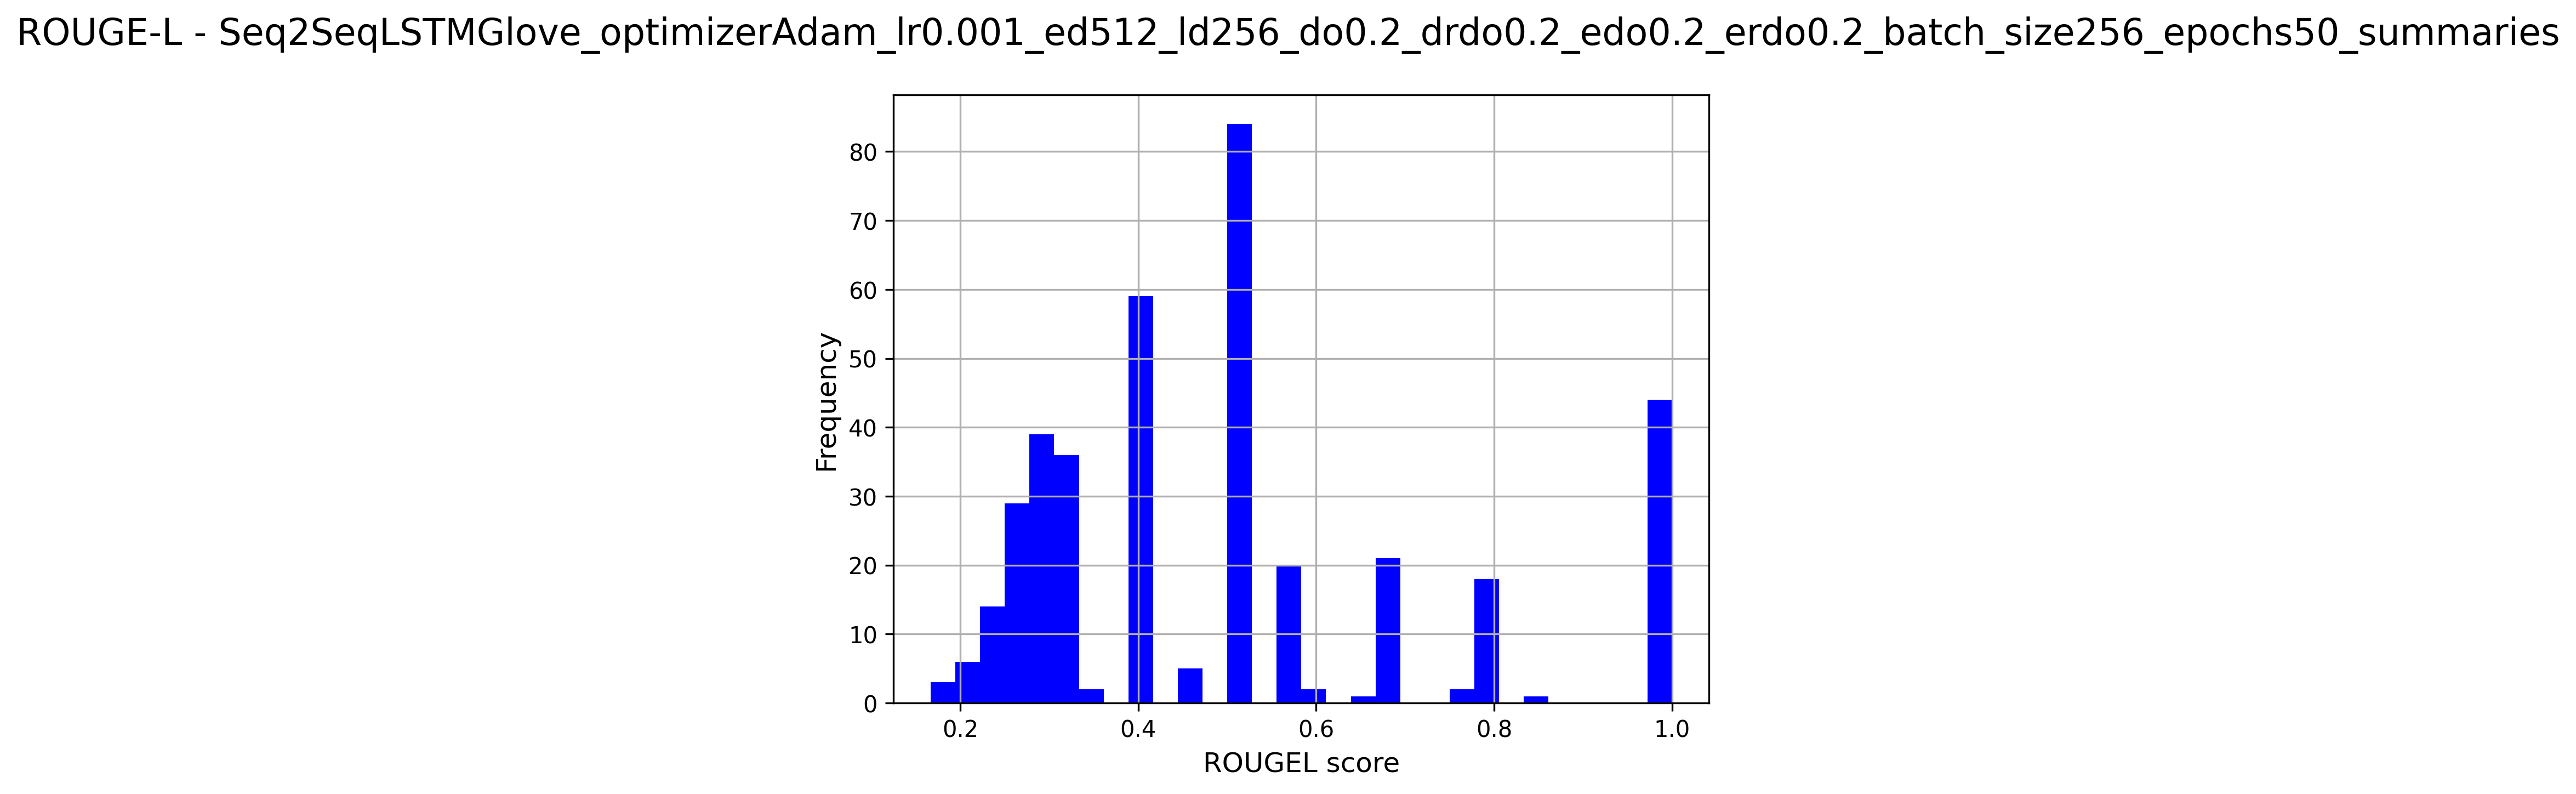 ROUGE-L - Seq2SeqLSTMGlove_optimizerAdam_lr0.001_ed512_ld256_do0.2_drdo0.2_edo0.2_erdo0.2_batch_size256_epochs50_summaries
80
70
60
50
40
30
20
10
0
Frequency
0.2 0.4 0.6 0.8 1.0
ROUGEL score